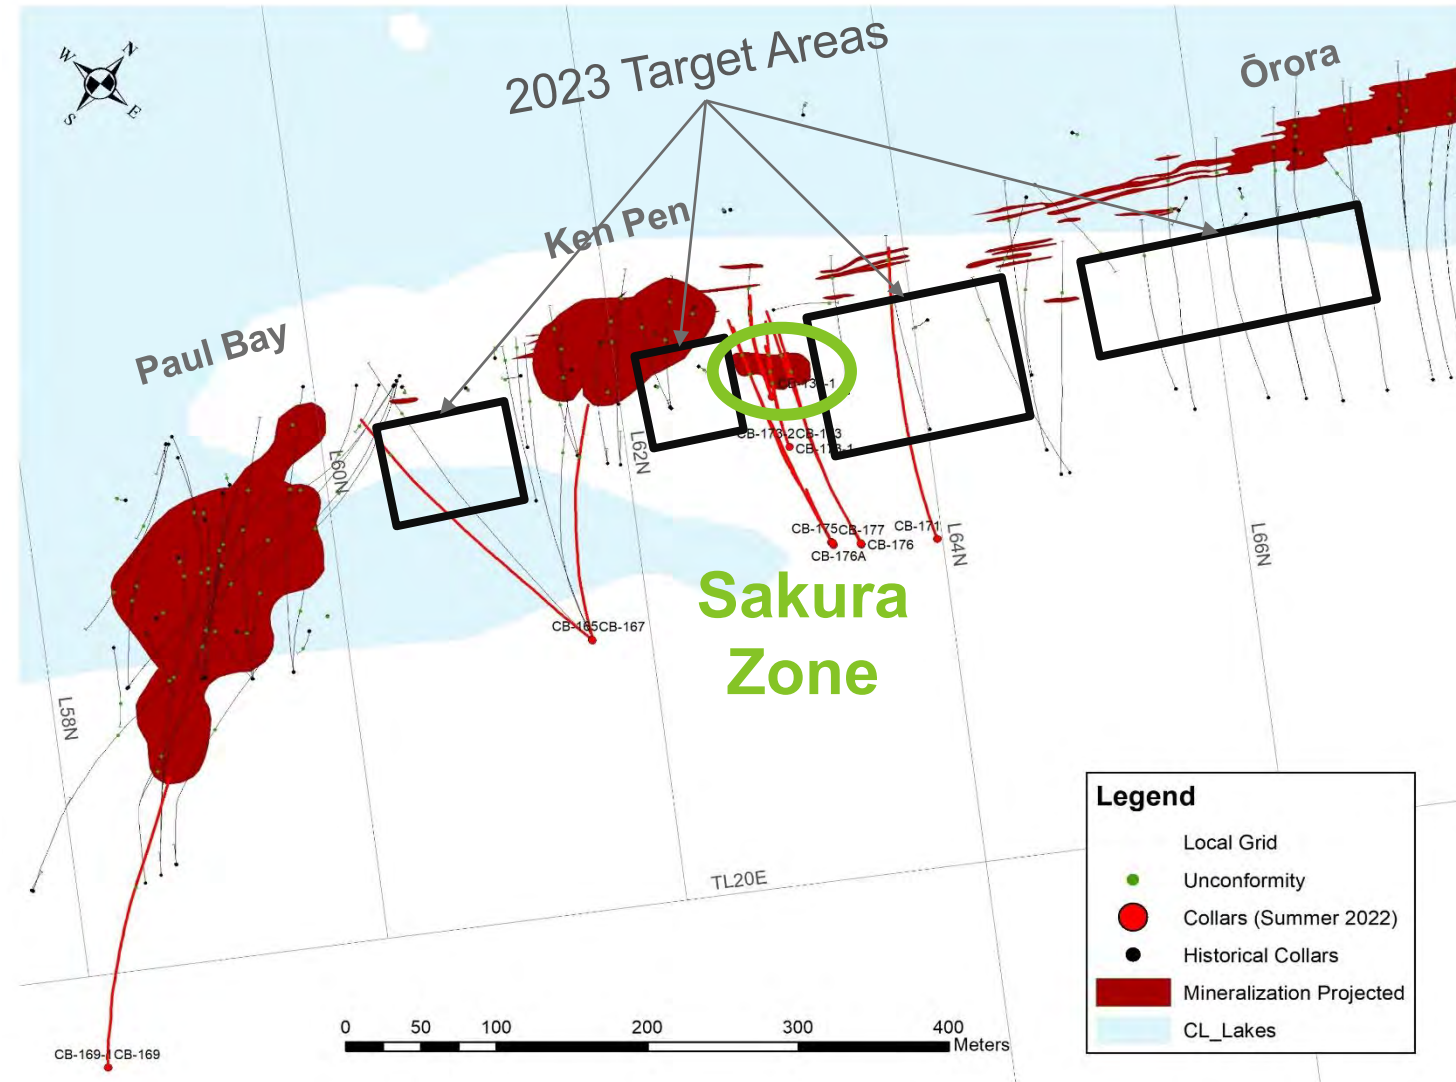 N
W
E
S
2023 Target Areas
Ōrora
Ken Pen
Paul Bay
L60N
L62N
CB-173-2
CB-175
CB-177
CB-171
CB-176
CB-176A
L64N
L66N
Sakura
Zone
CB-167
L58N
TL20E
CB-169
Legend
Local Grid
Unconformity
Collars (Summer 2022)
Historical Collars
Mineralization Projected
CL_Lakes
0 50 100 200 300 400
Meters